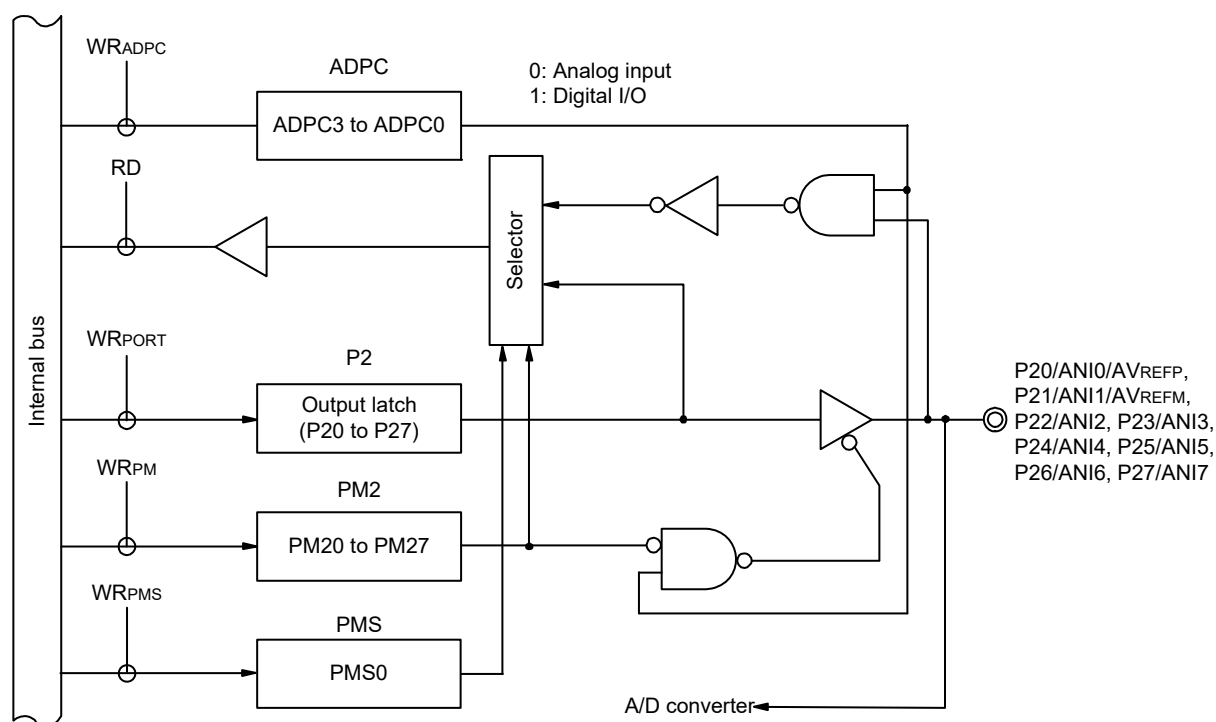 WRADPC
ADPC
0: Analog input
1: Digital I/O
ADPC3 to ADPC0
RD
Selector
Internal bus
WRPORT
P2
Output latch
(P20 to P27)
P20/ANI0/AVREFP,
P21/ANI1/AVREFM,
P22/ANI2, P23/ANI3,
P24/ANI4, P25/ANI5,
P26/ANI6, P27/ANI7
WRPM
PM2
PM20 to PM27
WRPMS
PMS
PMS0
A/D converter